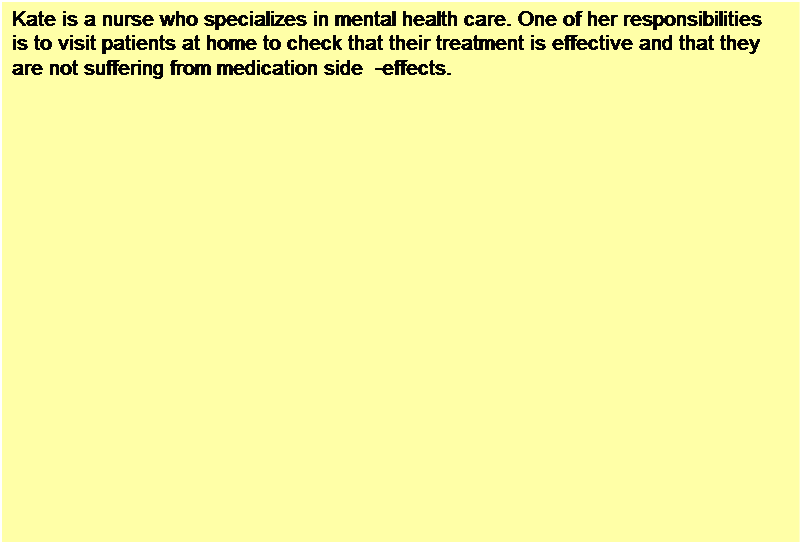 Kate is a nurse who specializes in mental health care. One of her responsibilities
is to visit patients at home to check that their treatment is effective and that they
are not suffering from medication side  -effects.